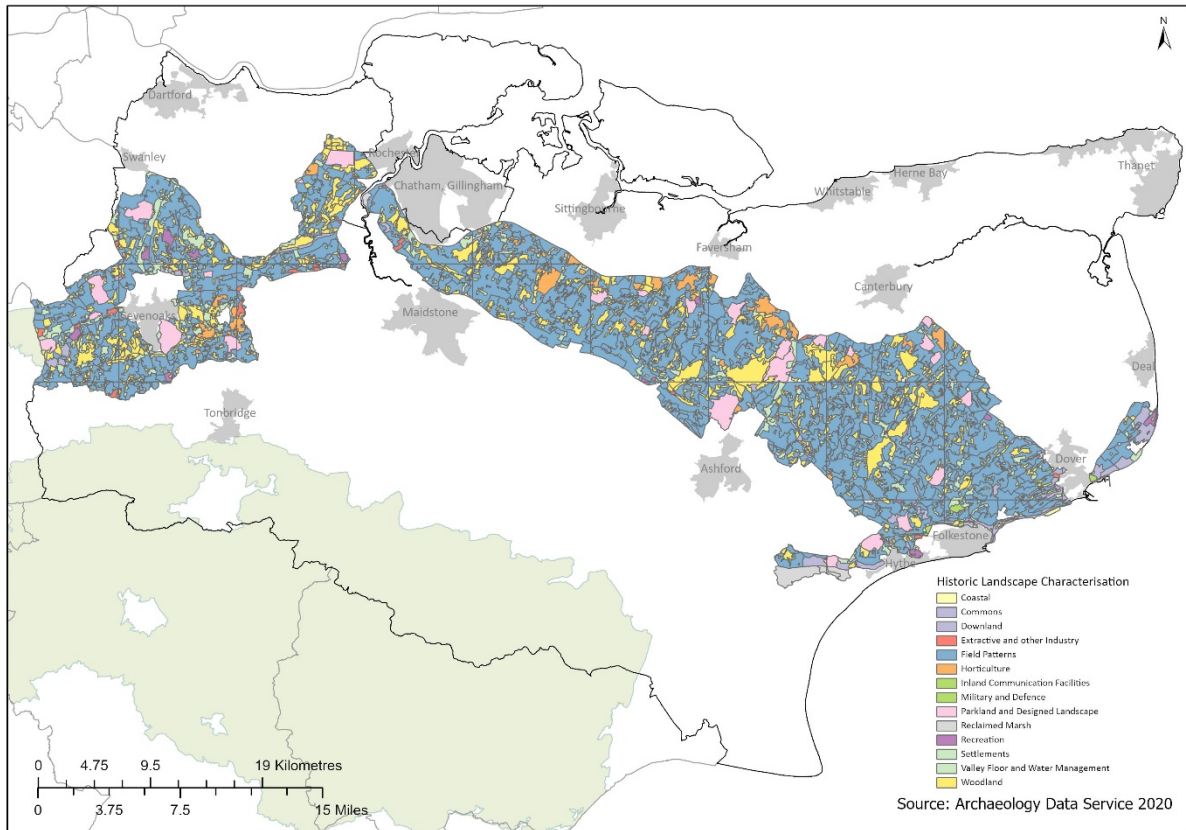 N
Dartford
Swanley
Rochester
Chatham, Gillingham
Sittingbourne
Whitstable
Herne Bay
Thanet
Faversham
Canterbury
Maidstone
Sevenoaks
Deal
Tonbridge
Ashford
Dover
Folkestone
Hythe
Historic Landscape Characterisation
Coastal
Commons
Downland
Extractive and other Industry
Field Patterns
Horticulture
Inland Communication Facilities
Military and Defence
Parkland and Designed Landscape
Reclaimed Marsh
Recreation
Settlements
Valley Floor and Water Management
Woodland
0 4.75 9.5 19 Kilometres
0 3.75 7.5 15 Miles
Source: Archaeology Data Service 2020